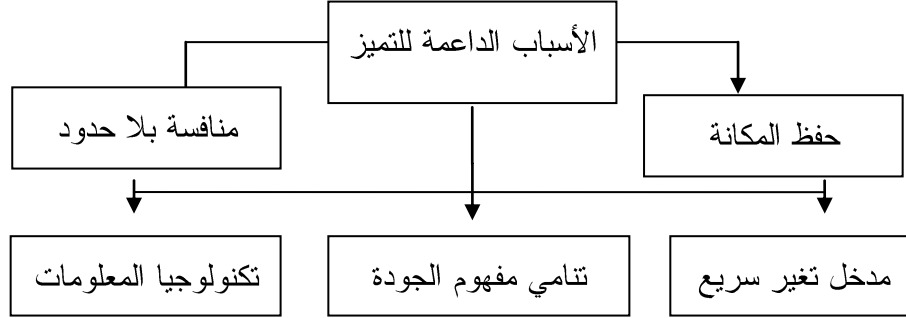 الأسباب الداعمة للتميز
حفظ المكانة
منافسة بلا حدود
مدخل تغير سريع
تنامي مفهوم الجودة
تكنولوجيا المعلومات